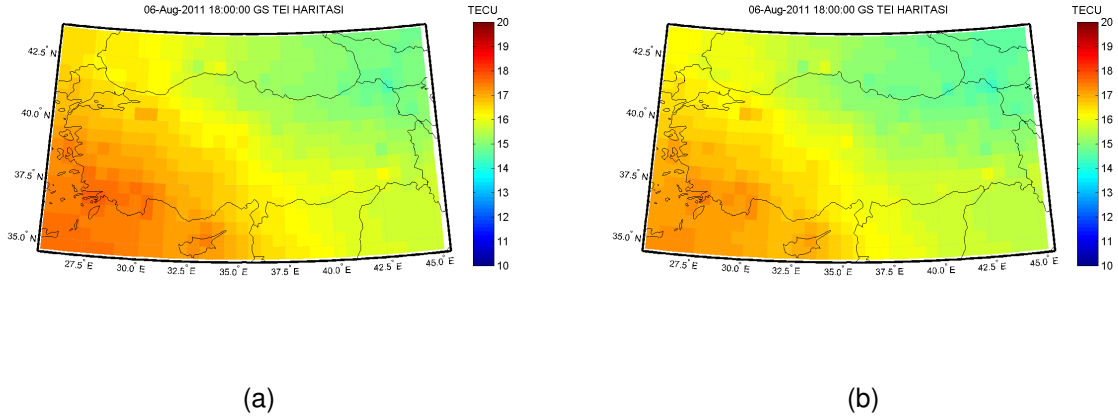 06-Aug-2011 18:00:00 GS TEI HARITASI
TECU
20
19
18
17
16
15
14
13
12
11
10
42.5° N
40.0° N
37.5° N
35.0° N
27.5° E
30.0° E
32.5° E
35.0° E
37.5° E
40.0° E
42.5° E
45.0° E
(a)
06-Aug-2011 18:00:00 GS TEI HARITASI
TECU
20
19
18
17
16
15
14
13
12
11
10
42.5° N
40.0° N
37.5° N
35.0° N
27.5° E
30.0° E
32.5° E
35.0° E
37.5° E
40.0° E
42.5° E
45.0° E
(b)